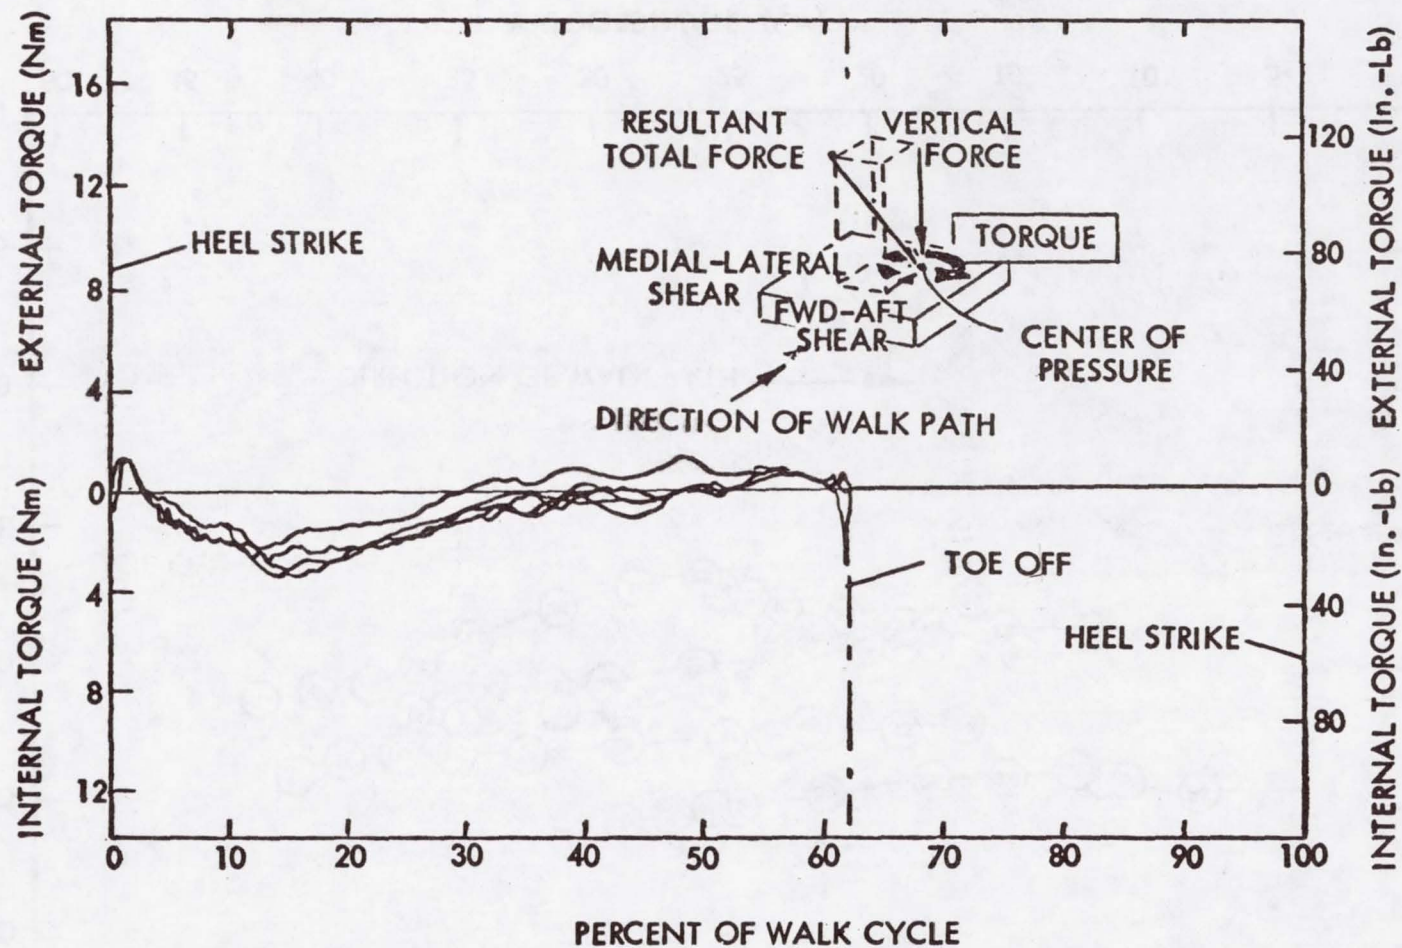 EXTERNAL TORQUE (Nm)
INTERNAL TORQUE (Nm)
16
12
8
4
0
4
8
12
HEEL STRIKE
RESULTANT
TOTAL FORCE
VERTICAL
FORCE
TORQUE
MEDIAL-LATERAL
SHEAR
FWD-AFT
SHEAR
CENTER OF
PRESSURE
DIRECTION OF WALK PATH
TOE OFF
HEEL STRIKE
120
80
40
0
40
80
EXTERNAL TORQUE (In.-Lb)
INTERNAL TORQUE (In.-Lb)
0 10 20 30 40 50 60 70 80 90 100
PERCENT OF WALK CYCLE